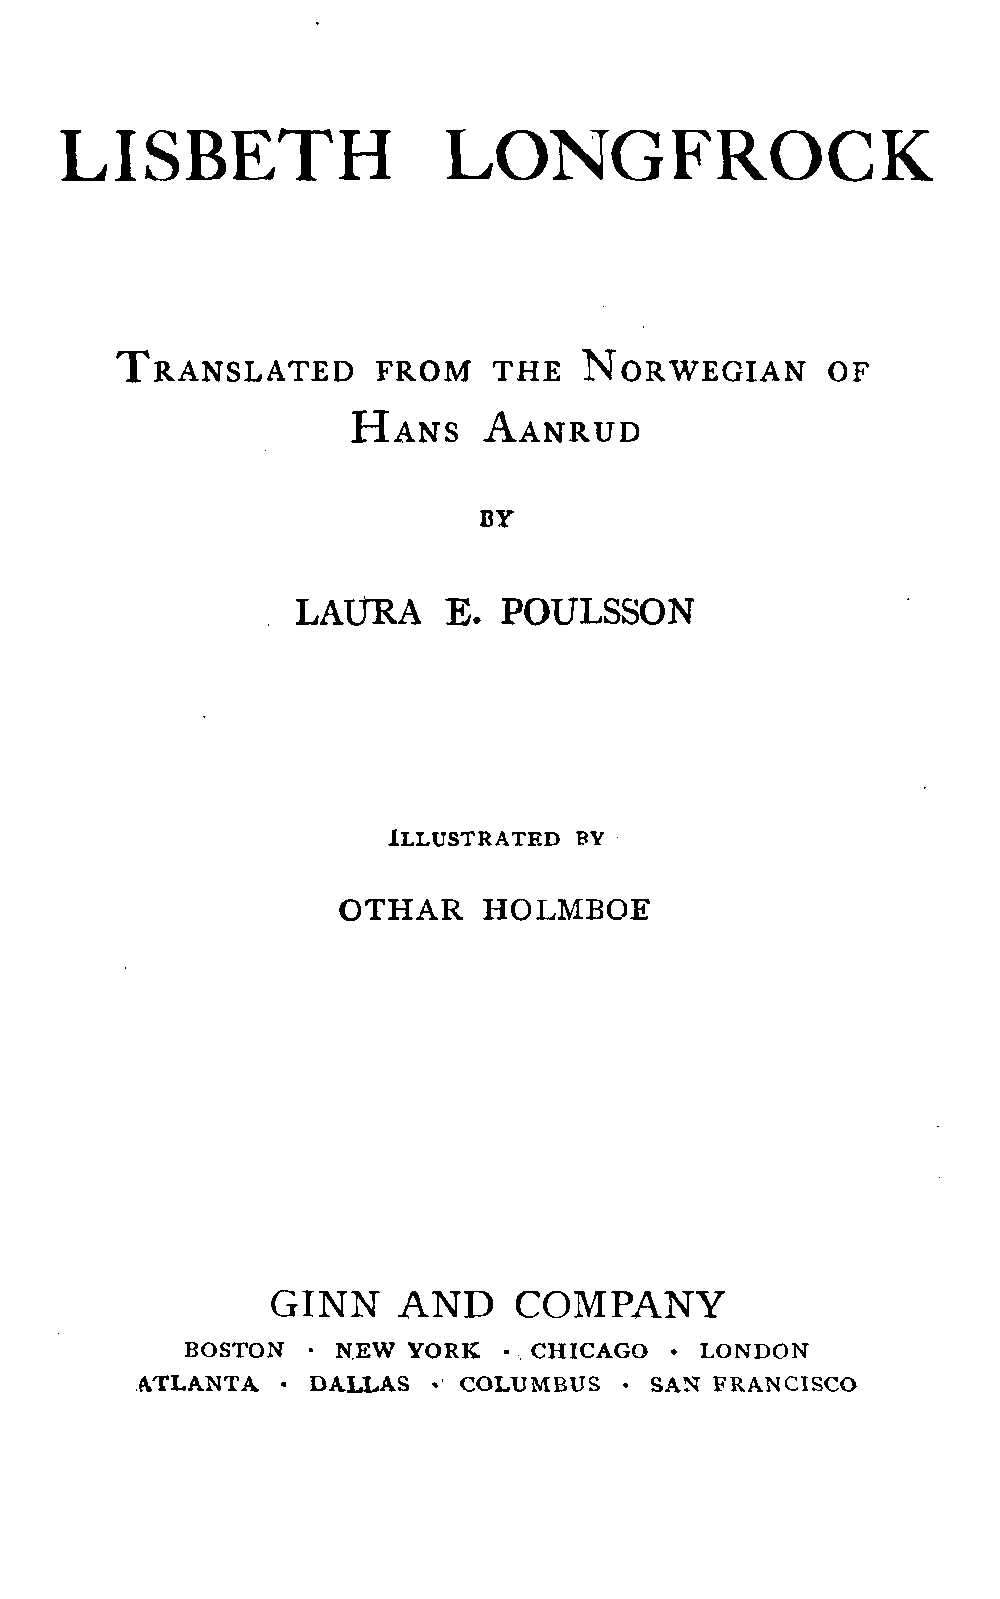 LISBETH LONGFROCK
Translated from the Norwegian of
Hans Aanrud
BY
LAURA E. POULSSON
Illustrated by
OTHAR HOLMBOE
GINN AND COMPANY
BOSTON · NEW YORK · CHICAGO · LONDON
ATLANTA · DALLAS · COLUMBUS · SAN FRANCISCO